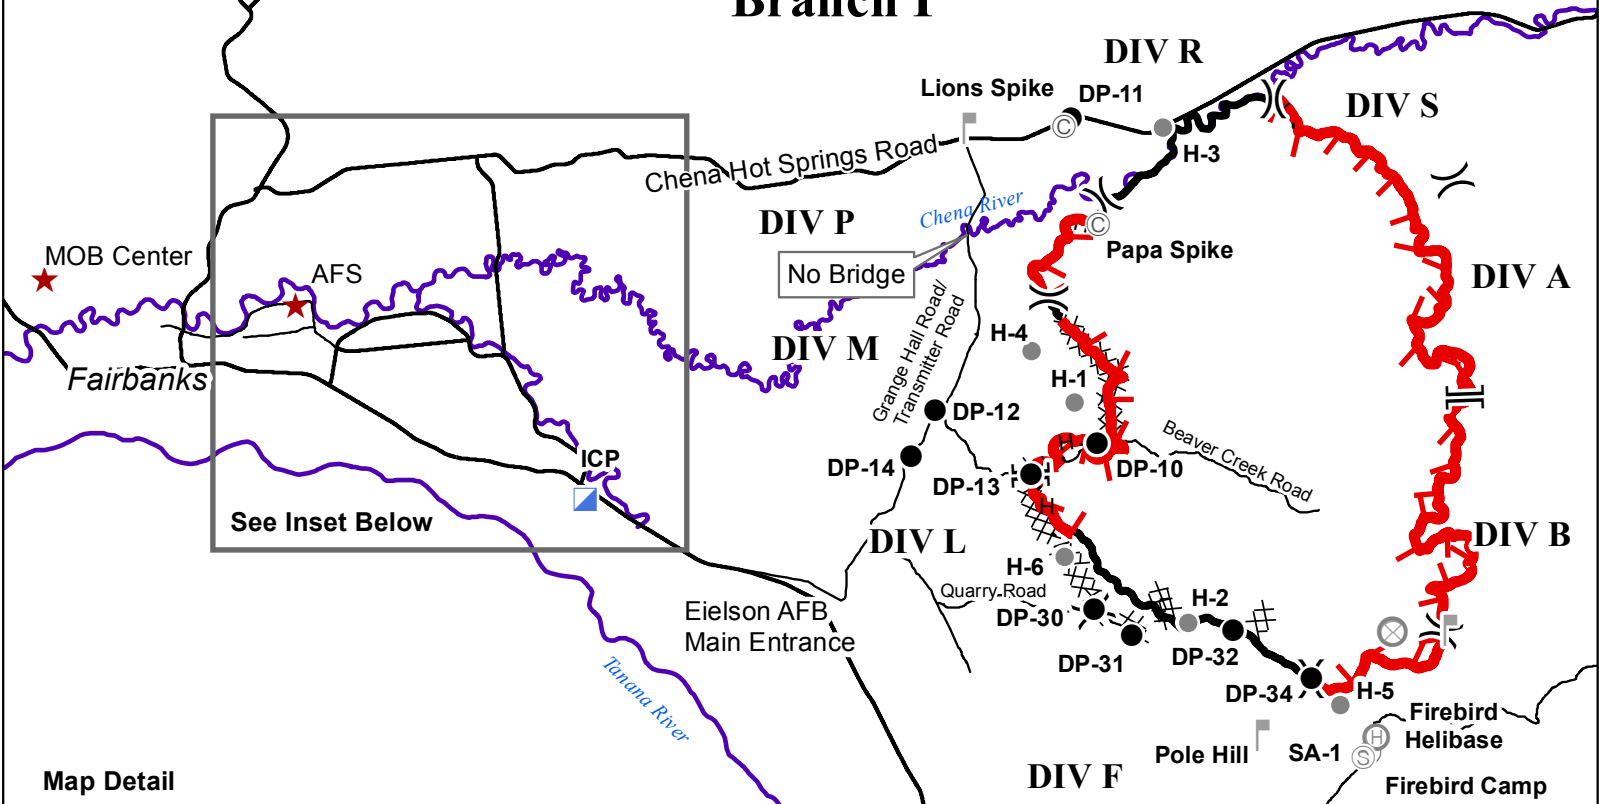 Branch I
DIV R
Lions Spike
DP-11
DIV S
C
Chena Hot Springs Road
H-3
DIV P
Chena River
C
Papa Spike
MOB Center
AFS
No Bridge
DIV A
Grange Hall Road/
Transmitter Road
H-4
DIV M
H-1
Fairbanks
DP-12
Beaver Creek Road
H
DP-10
ICP
DP-14
DP-13
H
H
See Inset Below
DIV L
DIV B
H-6
Quarry Road
H-2
Eielson AFB
Main Entrance
DP-30
DP-31
DP-32
Tanana River
DP-34
H-5
Firebird
Helibase
Pole Hill
SA-1
H
S
Map Detail
DIV F
Firebird Camp